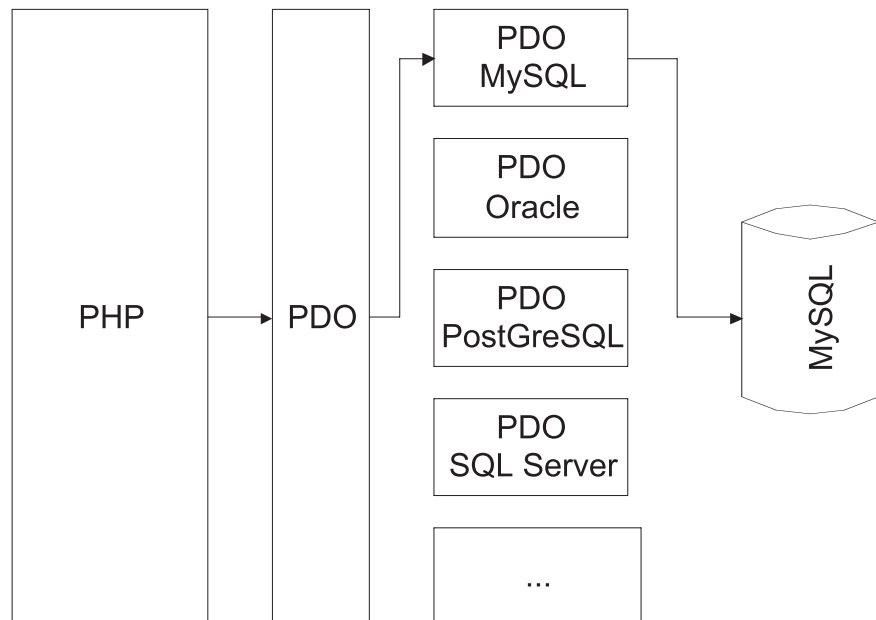 PHP
PDO
PDO
MySQL
PDO
Oracle
PDO
PostGreSQL
PDO
SQL Server
...
MySQL